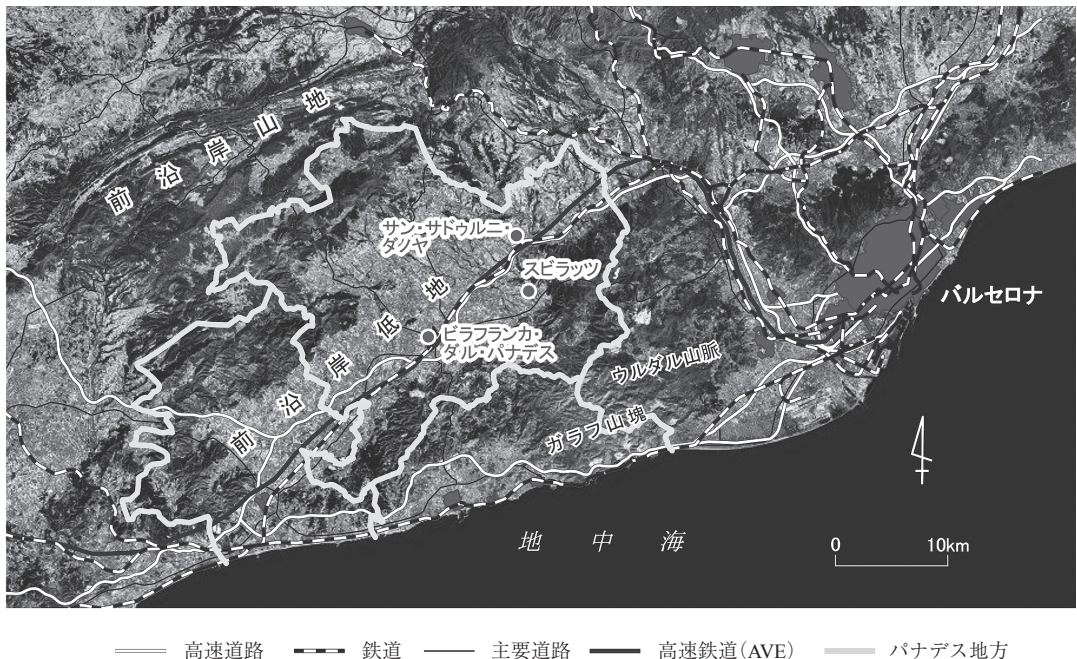 前沿岸山地
サン・サドゥルニ・
ダノヤ
スビラッツ
バルセロナ
ビラフランカ・
ダル・パナデス
前沿岸低地
ウルダル山脈
ガラフ山塊
地中海
0 10km
高速道路 鉄道 主要道路 高速鉄道(AVE) パナデス地方